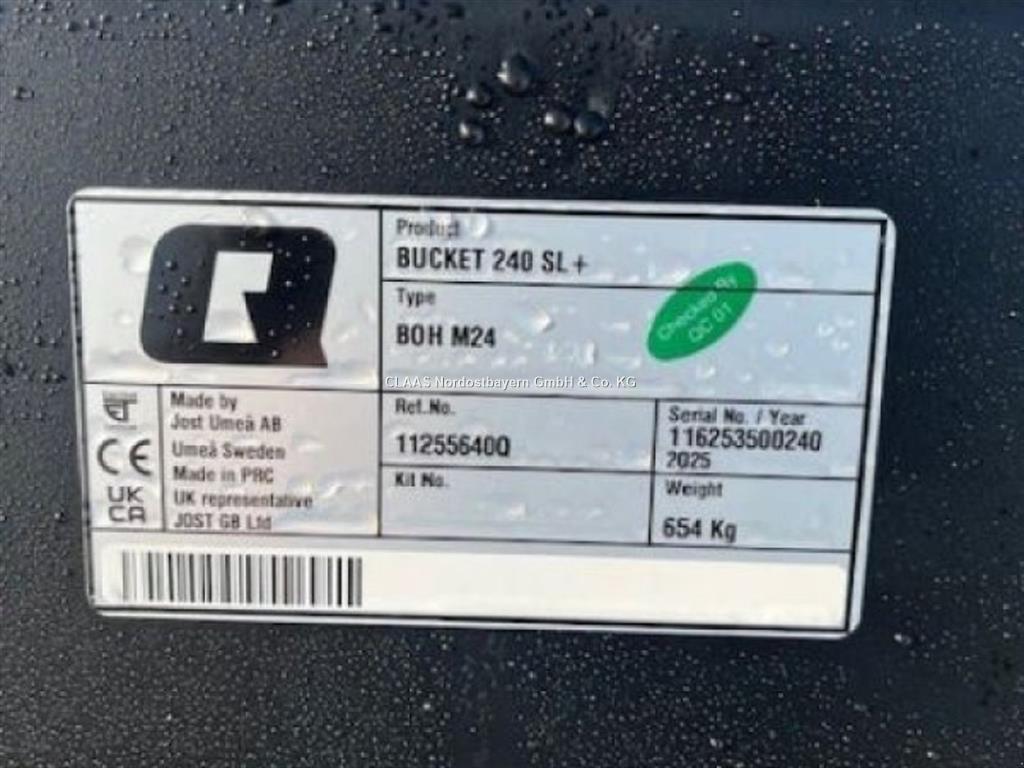 Product
BUCKET 240 SL+
Type
BOH M24
Checked By
QC 01
CLAAS Nordostbayern GmbH & Co. KG
Made by
Jost Umeå AB
Umeå Sweden
Made in PRC
UK representative
JOST GB Ltd
CE
UK
CA
Ref.No.
11255640Q
Serial No. / Year
116253500240
2025
Kit No.
Weight
654 Kg